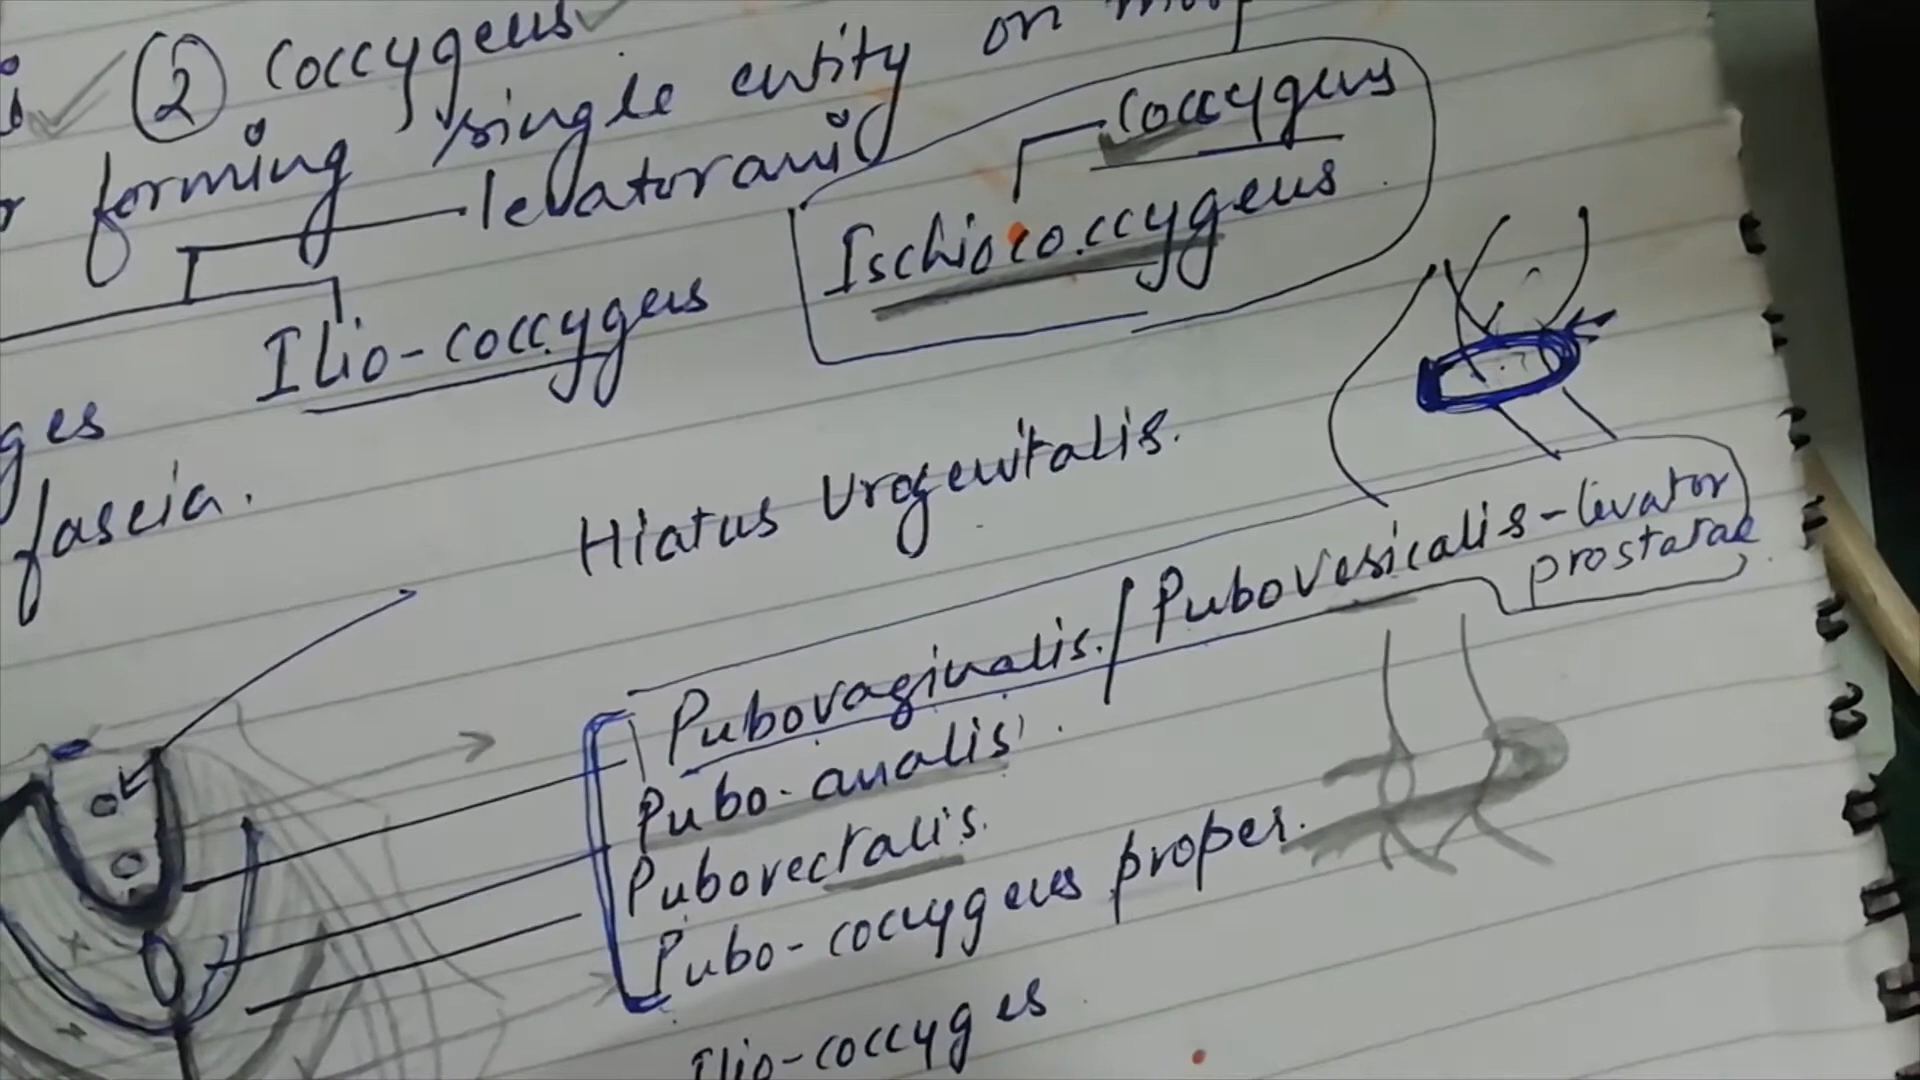 ② Coccygeus
forming single entity on
levatorani
Coccygeus
Ischiococcygeus
Ilio-coccygeus
ges
fascia.
Hiatus Urogenitalis.
Pubovaginalis. / Pubovesicalis - levator
prostatae
Pubo-analis
Puborectalis.
Pubo-coccygeus proper.
Ilio-coccyges